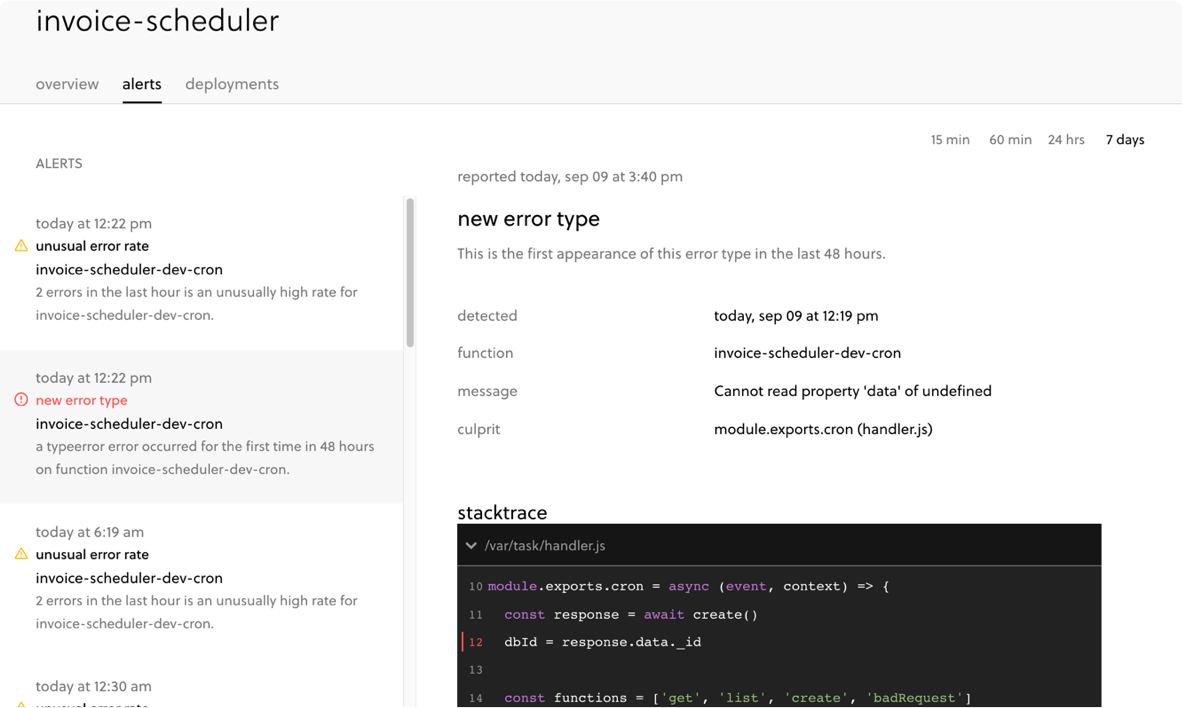 invoice-scheduler
overview alerts deployments
15 min 60 min 24 hrs 7 days
ALERTS
today at 12:22 pm
unusual error rate
invoice-scheduler-dev-cron
2 errors in the last hour is an unusually high rate for
invoice-scheduler-dev-cron.
today at 12:22 pm
new error type
invoice-scheduler-dev-cron
a typeerror error occurred for the first time in 48 hours
on function invoice-scheduler-dev-cron.
today at 6:19 am
unusual error rate
invoice-scheduler-dev-cron
2 errors in the last hour is an unusually high rate for
invoice-scheduler-dev-cron.
today at 12:30 am
unusual error rate
reported today, sep 09 at 3:40 pm
new error type
This is the first appearance of this error type in the last 48 hours.
detected today, sep 09 at 12:19 pm
function invoice-scheduler-dev-cron
message Cannot read property 'data' of undefined
culprit module.exports.cron (handler.js)
stacktrace
/var/task/handler.js
10 module.exports.cron = async (event, context) => {
11 const response = await create()
12 dbId = response.data._id
13
14 const functions = ['get', 'list', 'create', 'badRequest']